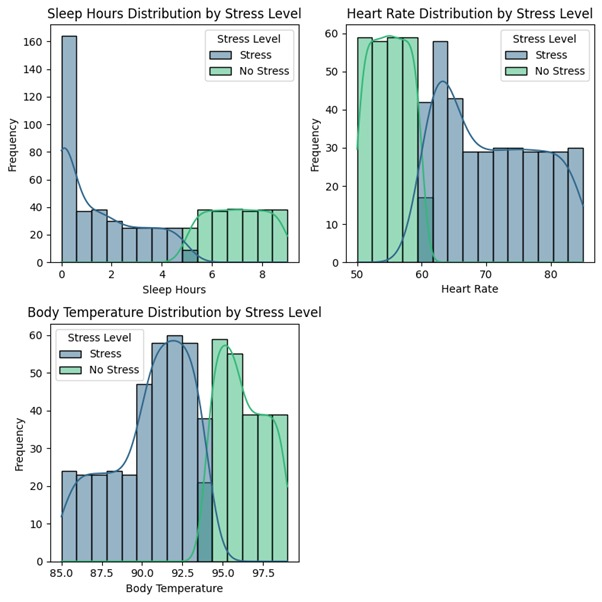 Sleep Hours Distribution by Stress Level
Stress Level
Stress
No Stress
160
140
120
100
80
60
40
20
0
Frequency
0 2 4 6 8
Sleep Hours
Heart Rate Distribution by Stress Level
Stress Level
Stress
No Stress
60
50
40
30
20
10
0
Frequency
50 60 70 80
Heart Rate
Body Temperature Distribution by Stress Level
Stress Level
Stress
No Stress
60
50
40
30
20
10
0
Frequency
85.0 87.5 90.0 92.5 95.0 97.5
Body Temperature